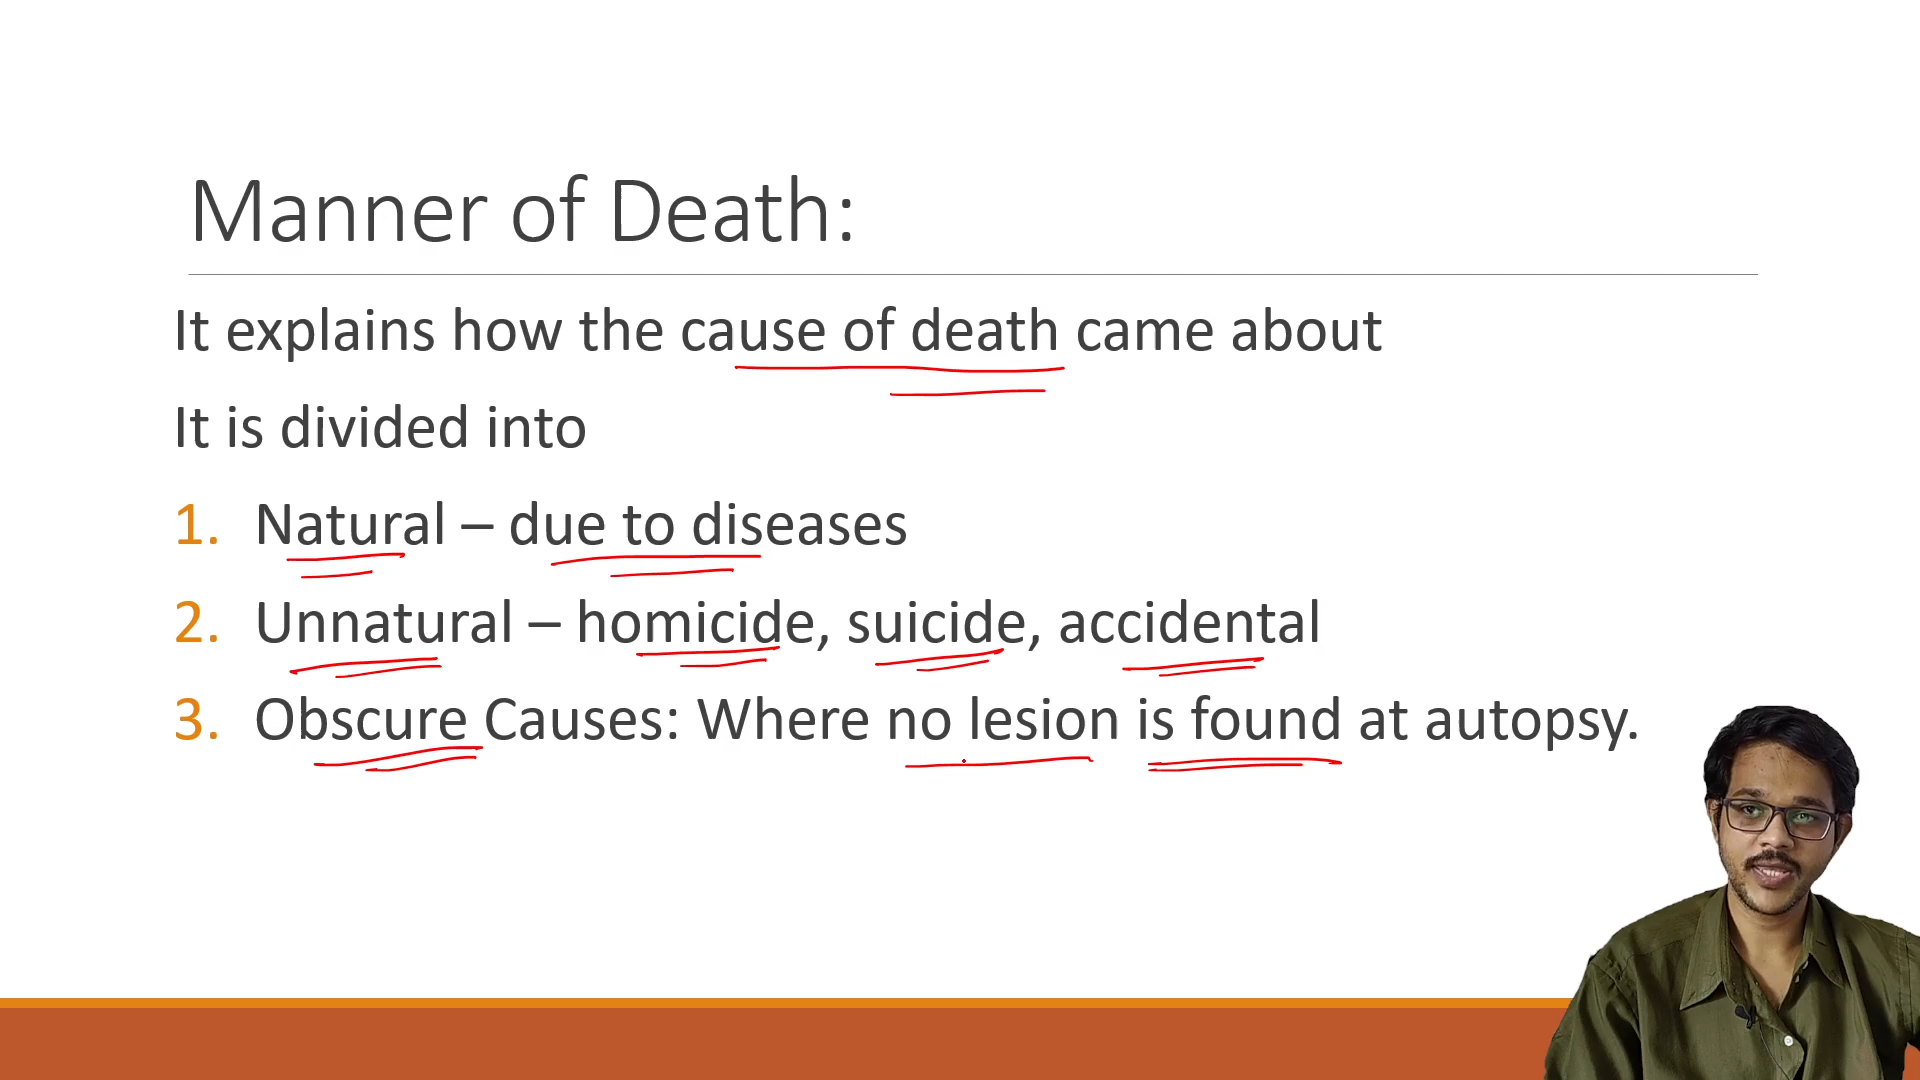 Manner of Death:
It explains how the cause of death came about
It is divided into
1. Natural – due to diseases
2. Unnatural – homicide, suicide, accidental
3. Obscure Causes: Where no lesion is found at autopsy.